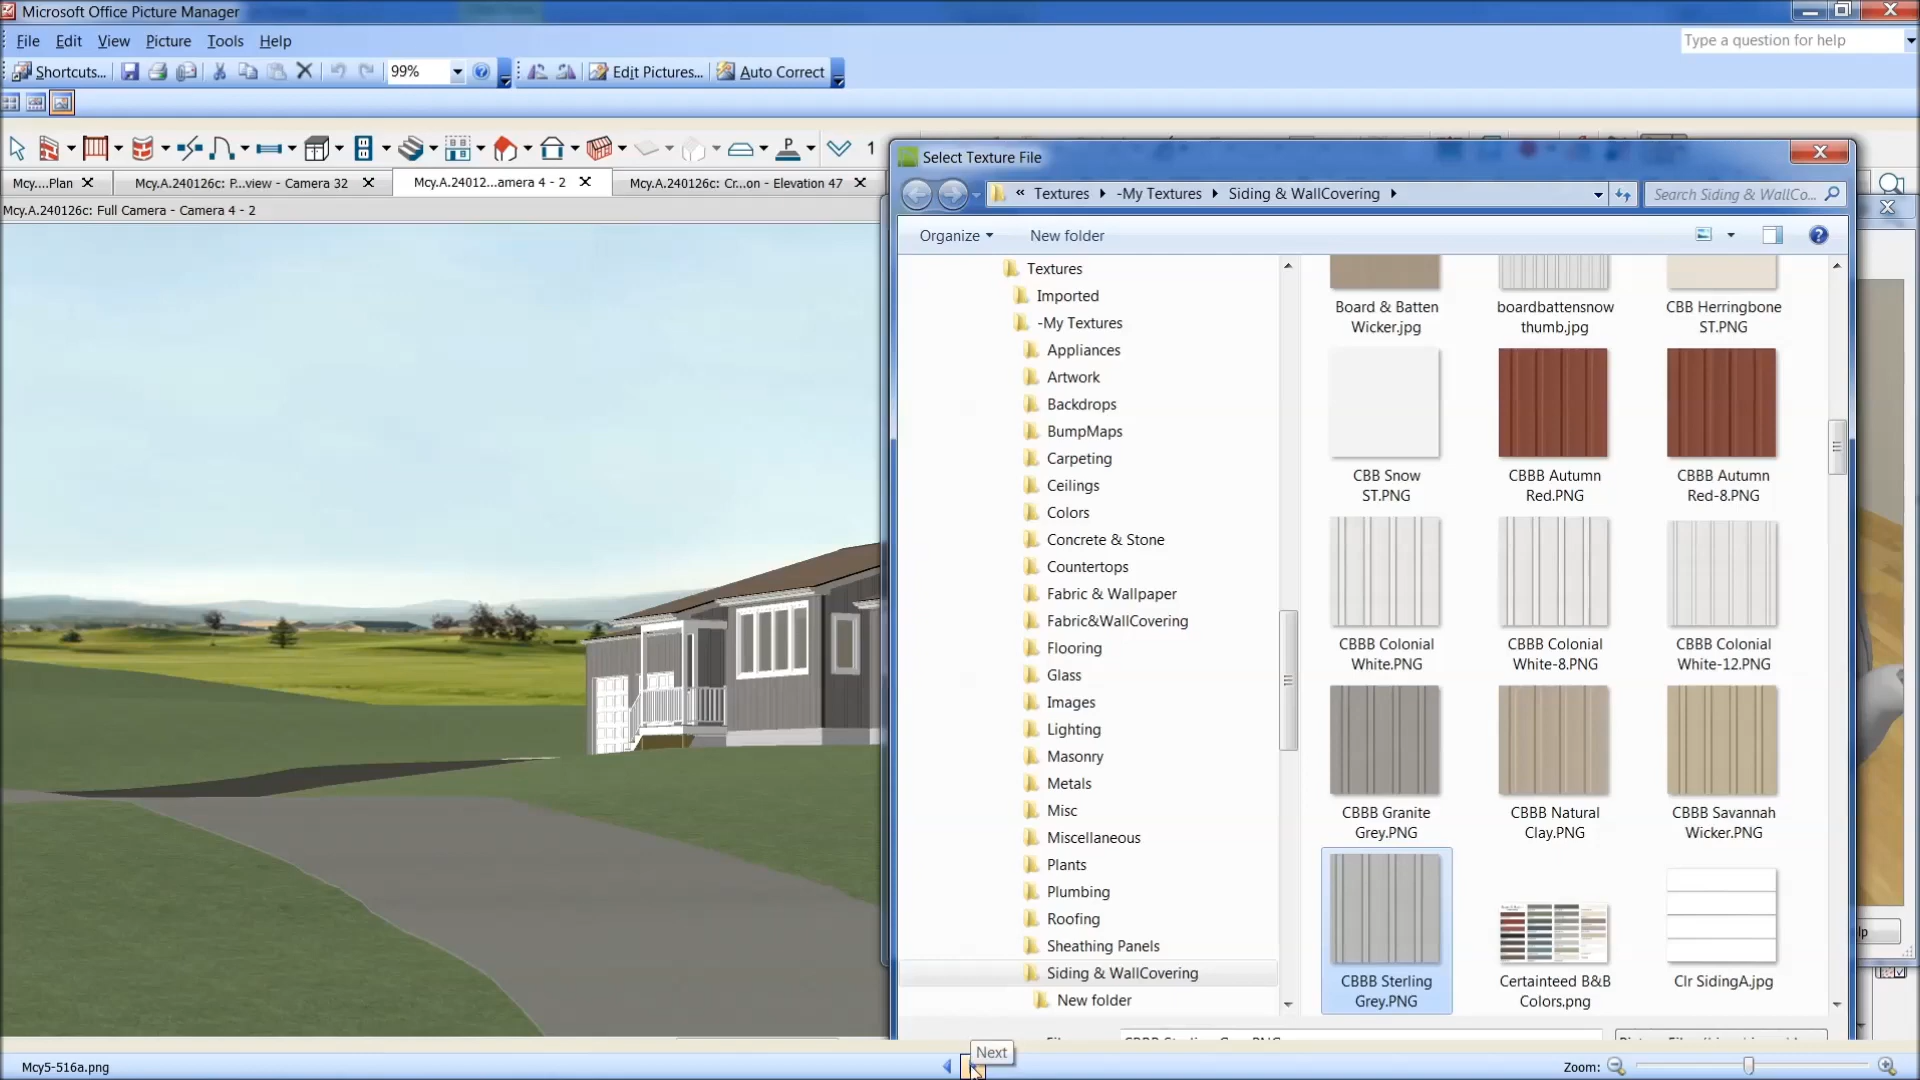 Microsoft Office Picture Manager
File Edit View Picture Tools Help
Type a question for help
Shortcuts... 99% Edit Pictures... Auto Correct
1
Select Texture File
Mcy....Plan Mcy.A.240126c: P...view - Camera 32 Mcy.A.24012...amera 4 - 2 Mcy.A.240126c: Cr...on - Elevation 47
« Textures -My Textures Siding & WallCovering Search Siding & WallCo...
Mcy.A.240126c: Full Camera - Camera 4 - 2
Organize New folder
Textures
Imported
-My Textures
Appliances
Artwork
Backdrops
BumpMaps
Carpeting
Ceilings
Colors
Concrete & Stone
Countertops
Fabric & Wallpaper
Fabric&WallCovering
Flooring
Glass
Images
Lighting
Masonry
Metals
Misc
Miscellaneous
Plants
Plumbing
Roofing
Sheathing Panels
Siding & WallCovering
New folder
Board & Batten
Wicker.jpg
boardbattensnow
thumb.jpg
CBB Herringbone
ST.PNG
CBB Snow
ST.PNG
CBBB Autumn
Red.PNG
CBBB Autumn
Red-8.PNG
CBBB Colonial
White.PNG
CBBB Colonial
White-8.PNG
CBBB Colonial
White-12.PNG
CBBB Granite
Grey.PNG
CBBB Natural
Clay.PNG
CBBB Savannah
Wicker.PNG
CBBB Sterling
Grey.PNG
Certainteed B&B
Colors.png
Clr SidingA.jpg
Next
Mcy5-516a.png
Zoom: